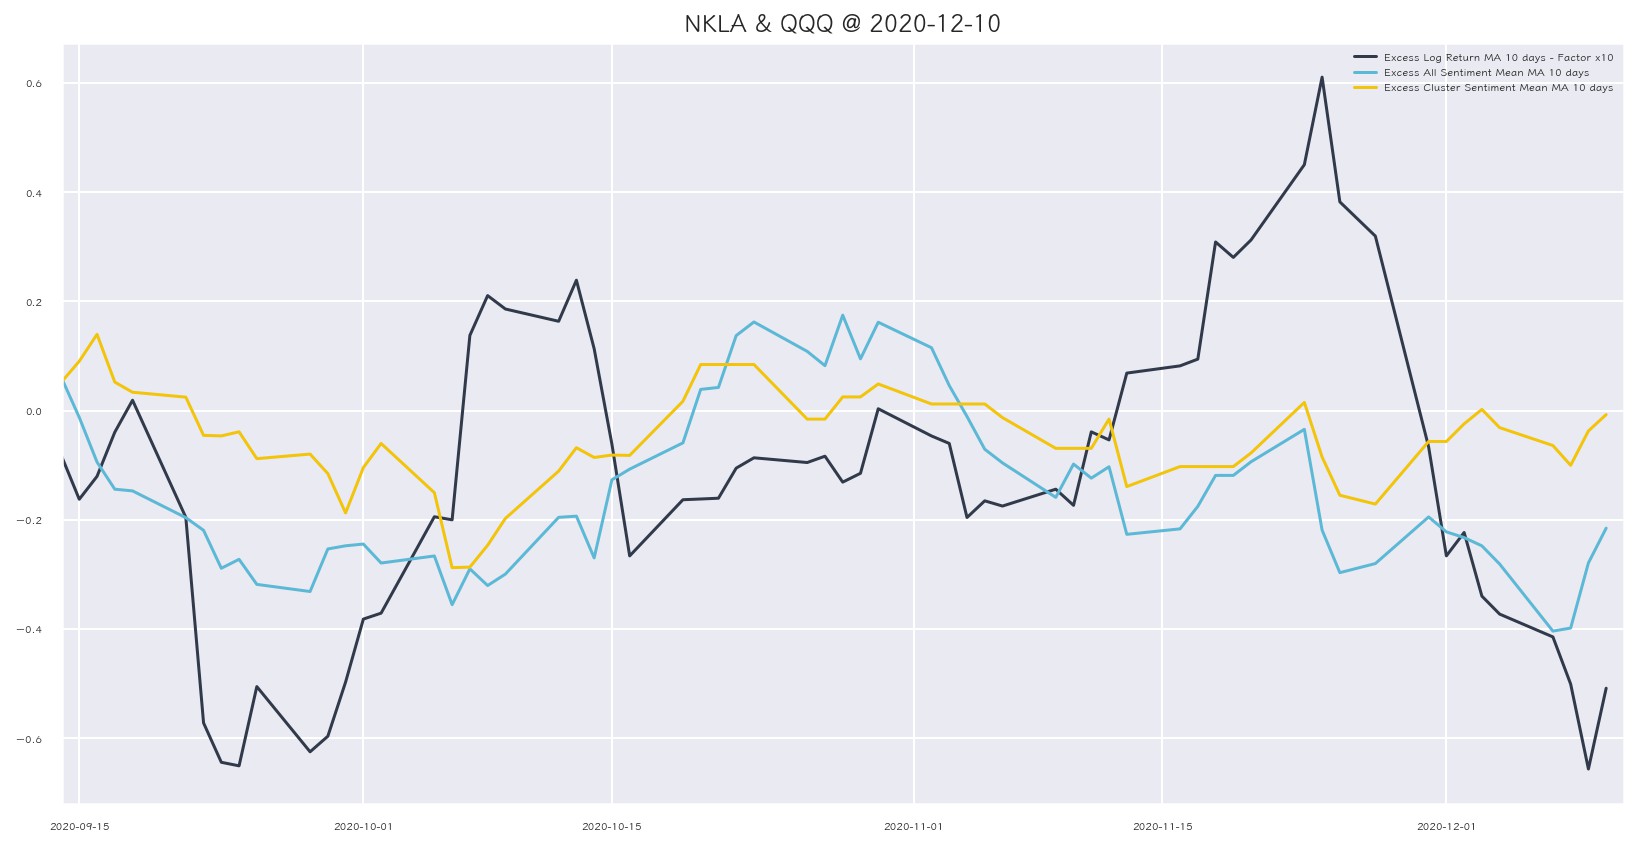 NKLA & QQQ @ 2020-12-10
Excess Log Return MA 10 days - Factor x10
Excess All Sentiment Mean MA 10 days
Excess Cluster Sentiment Mean MA 10 days
0.6
0.4
0.2
0.0
−0.2
−0.4
−0.6
2020-09-15 2020-10-01 2020-10-15 2020-11-01 2020-11-15 2020-12-01